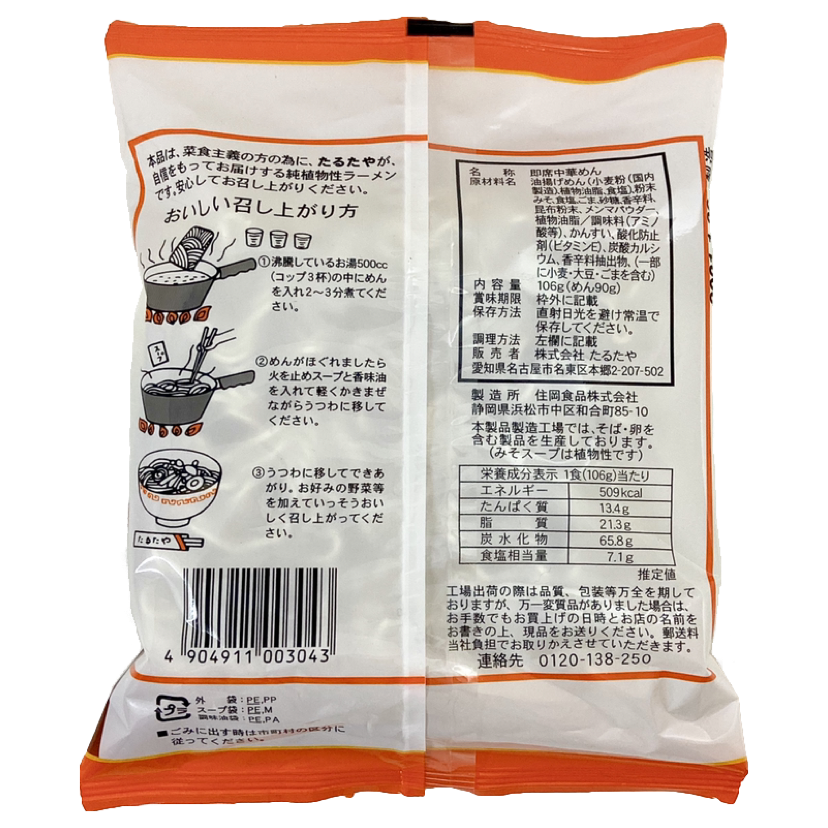 本品は、菜食主義の方の為に、たるたやが、
自信をもってお届けする純植物性ラーメン
です。安心してお召し上がりください。
おいしい召し上がり方
①沸騰しているお湯500cc
(コップ3杯)の中にめん
を入れ2〜3分煮てくだ
さい。
スープ
②めんがほぐれましたら
火を止めスープと香味油
を入れて軽くかきまぜ
ながらうつわに移して
ください。
③うつわに移してできあ
がり。お好みの野菜等
を加えていっそうおい
しく召し上がってくだ
さい。
たるたや
4 904911 003043
プラ
外袋:PE,PP
スープ袋:PE,M
調味油袋:PE,PA
■ごみに出す時は市町村の区分に
従ってください。
名称 即席中華めん
原材料名 油揚げめん(小麦粉(国内
製造)、植物油脂、食塩)、粉末
みそ、食塩、ごま、砂糖、香辛料、
昆布粉末、メンマパウダー、
植物油脂/調味料(アミノ
酸等)、かんすい、酸化防止
剤(ビタミンE)、炭酸カルシ
ウム、香辛料抽出物、(一部
に小麦・大豆・ごまを含む)
内容量 106g(めん90g)
賞味期限 枠外に記載
保存方法 直射日光を避け常温で
保存してください。
調理方法 左欄に記載
販売者 株式会社 たるたや
愛知県名古屋市名東区本郷2-207-502
製造所 住岡食品株式会社
静岡県浜松市中区和合町85-10
本製品製造工場では、そば・卵を
含む製品を生産しております。
(みそスープは植物性です)
栄養成分表示 1食(106g)当たり
エネルギー 509kcal
たんぱく質 13.4g
脂質 21.3g
炭水化物 65.8g
食塩相当量 7.1g
推定値
工場出荷の際は品質、包装等万全を期して
おりますが、万一変質品がありました場合は、
お手数でもお買上げの日時とお店の名前を
お書きの上、現品をお送りください。郵送料
当社負担でお取りかえさせていただきます。
連絡先 0120-138-250